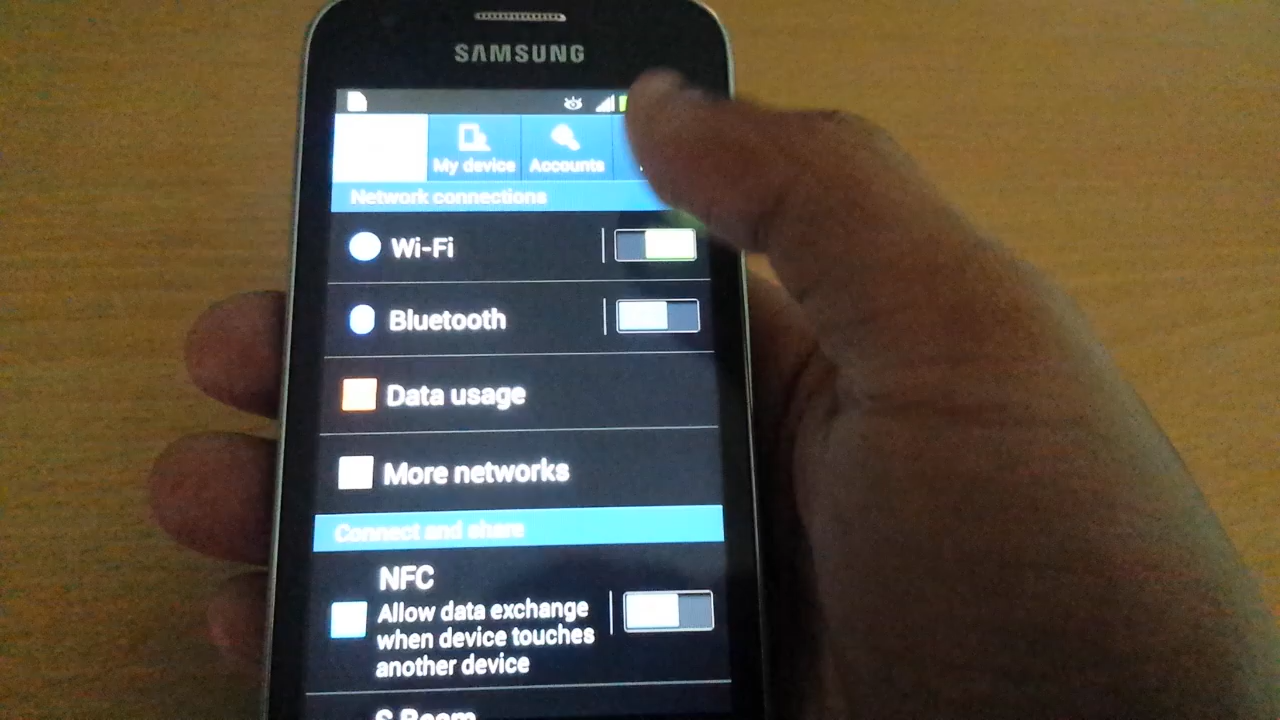 SAMSUNG
My device
Accounts
Network connections
Wi-Fi
Bluetooth
Data usage
More networks
Connect and share
NFC
Allow data exchange
when device touches
another device
S Beam